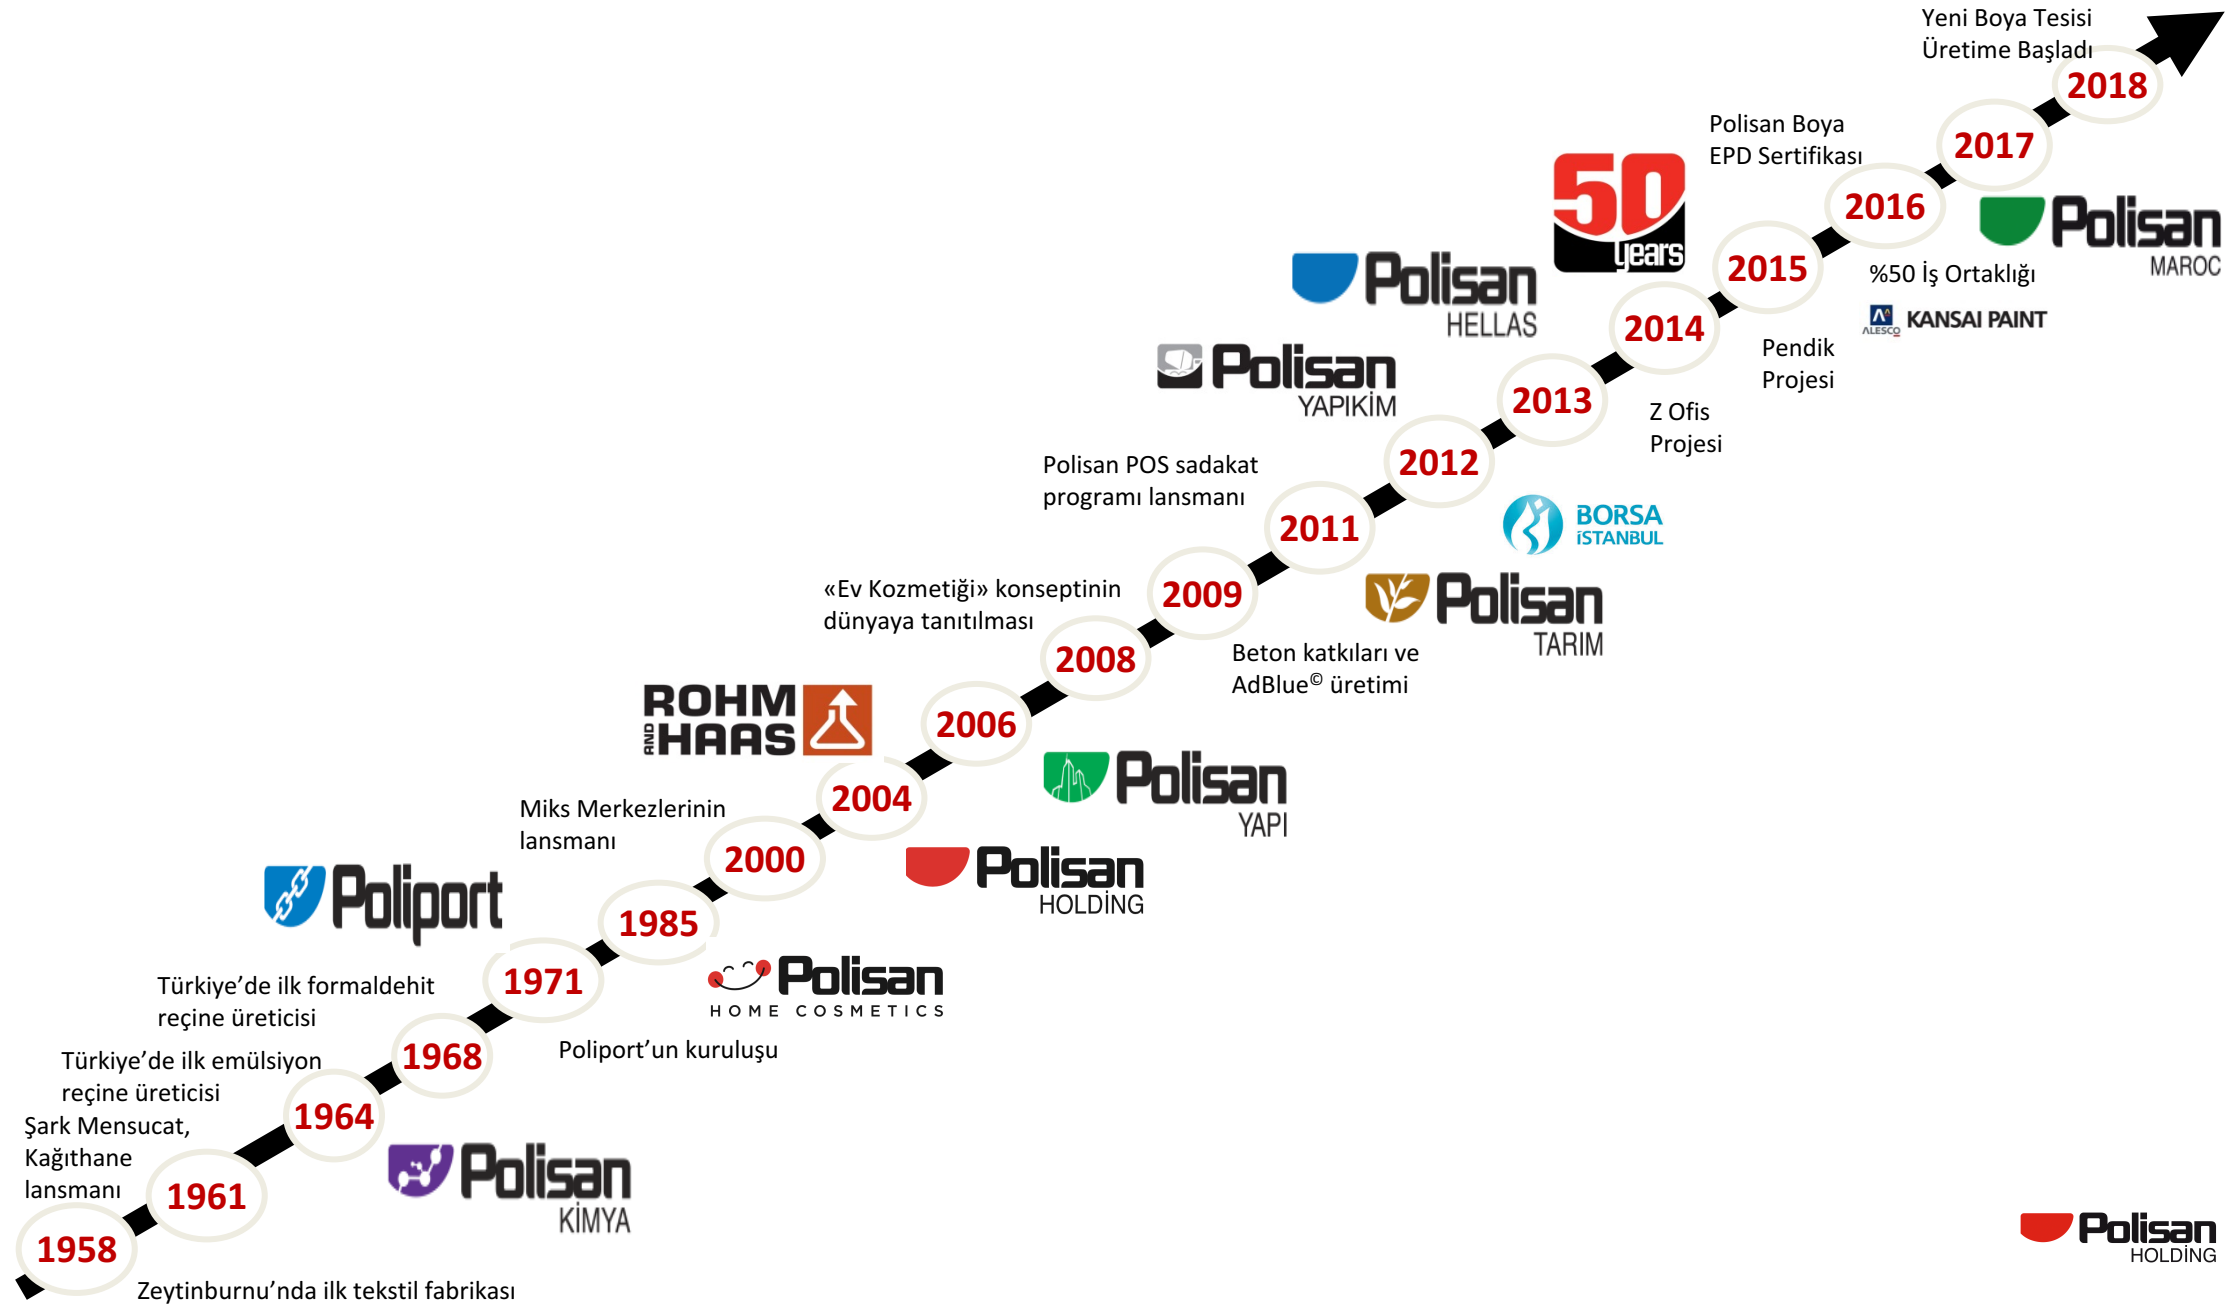 Yeni Boya Tesisi
Üretime Başladı
2018
Polisan Boya
EPD Sertifikası
2017
Polisan
MAROC
2016
%50 İş Ortaklığı
ALESCO KANSAI PAINT
50
years
2015
Pendik
Projesi
Polisan
HELLAS
2014
Z Ofis
Projesi
Polisan
YAPIKİM
2013
BORSA
İSTANBUL
2012
Polisan
TARIM
Polisan POS sadakat
programı lansmanı
2011
2009
Beton katkıları ve
AdBlue© üretimi
«Ev Kozmetiği» konseptinin
dünyaya tanıtılması
2008
2006
Polisan
YAPI
ROHM
AND HAAS
2004
Polisan
HOLDİNG
Miks Merkezlerinin
lansmanı
2000
Polisan
HOME COSMETICS
1985
Poliport
1971
Poliport’un kuruluşu
Türkiye’de ilk formaldehit
reçine üreticisi
1968
Türkiye’de ilk emülsiyon
reçine üreticisi
1964
Polisan
KİMYA
Şark Mensucat,
Kağıthane
lansmanı
1961
1958
Zeytinburnu’nda ilk tekstil fabrikası
Polisan
HOLDİNG